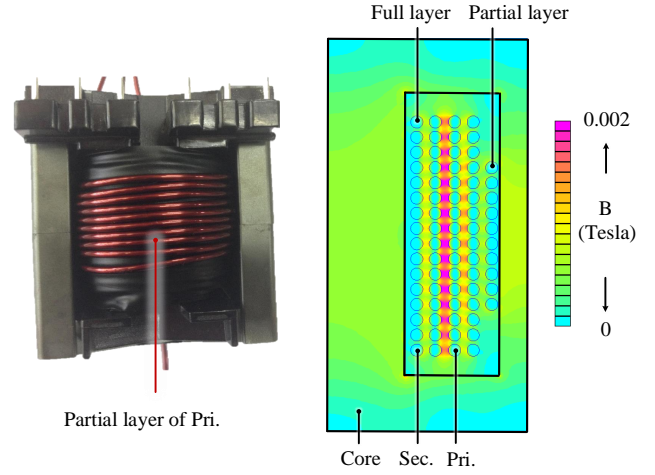 Full layer Partial layer
0.002
B
(Tesla)
0
Partial layer of Pri.
Core Sec. Pri.